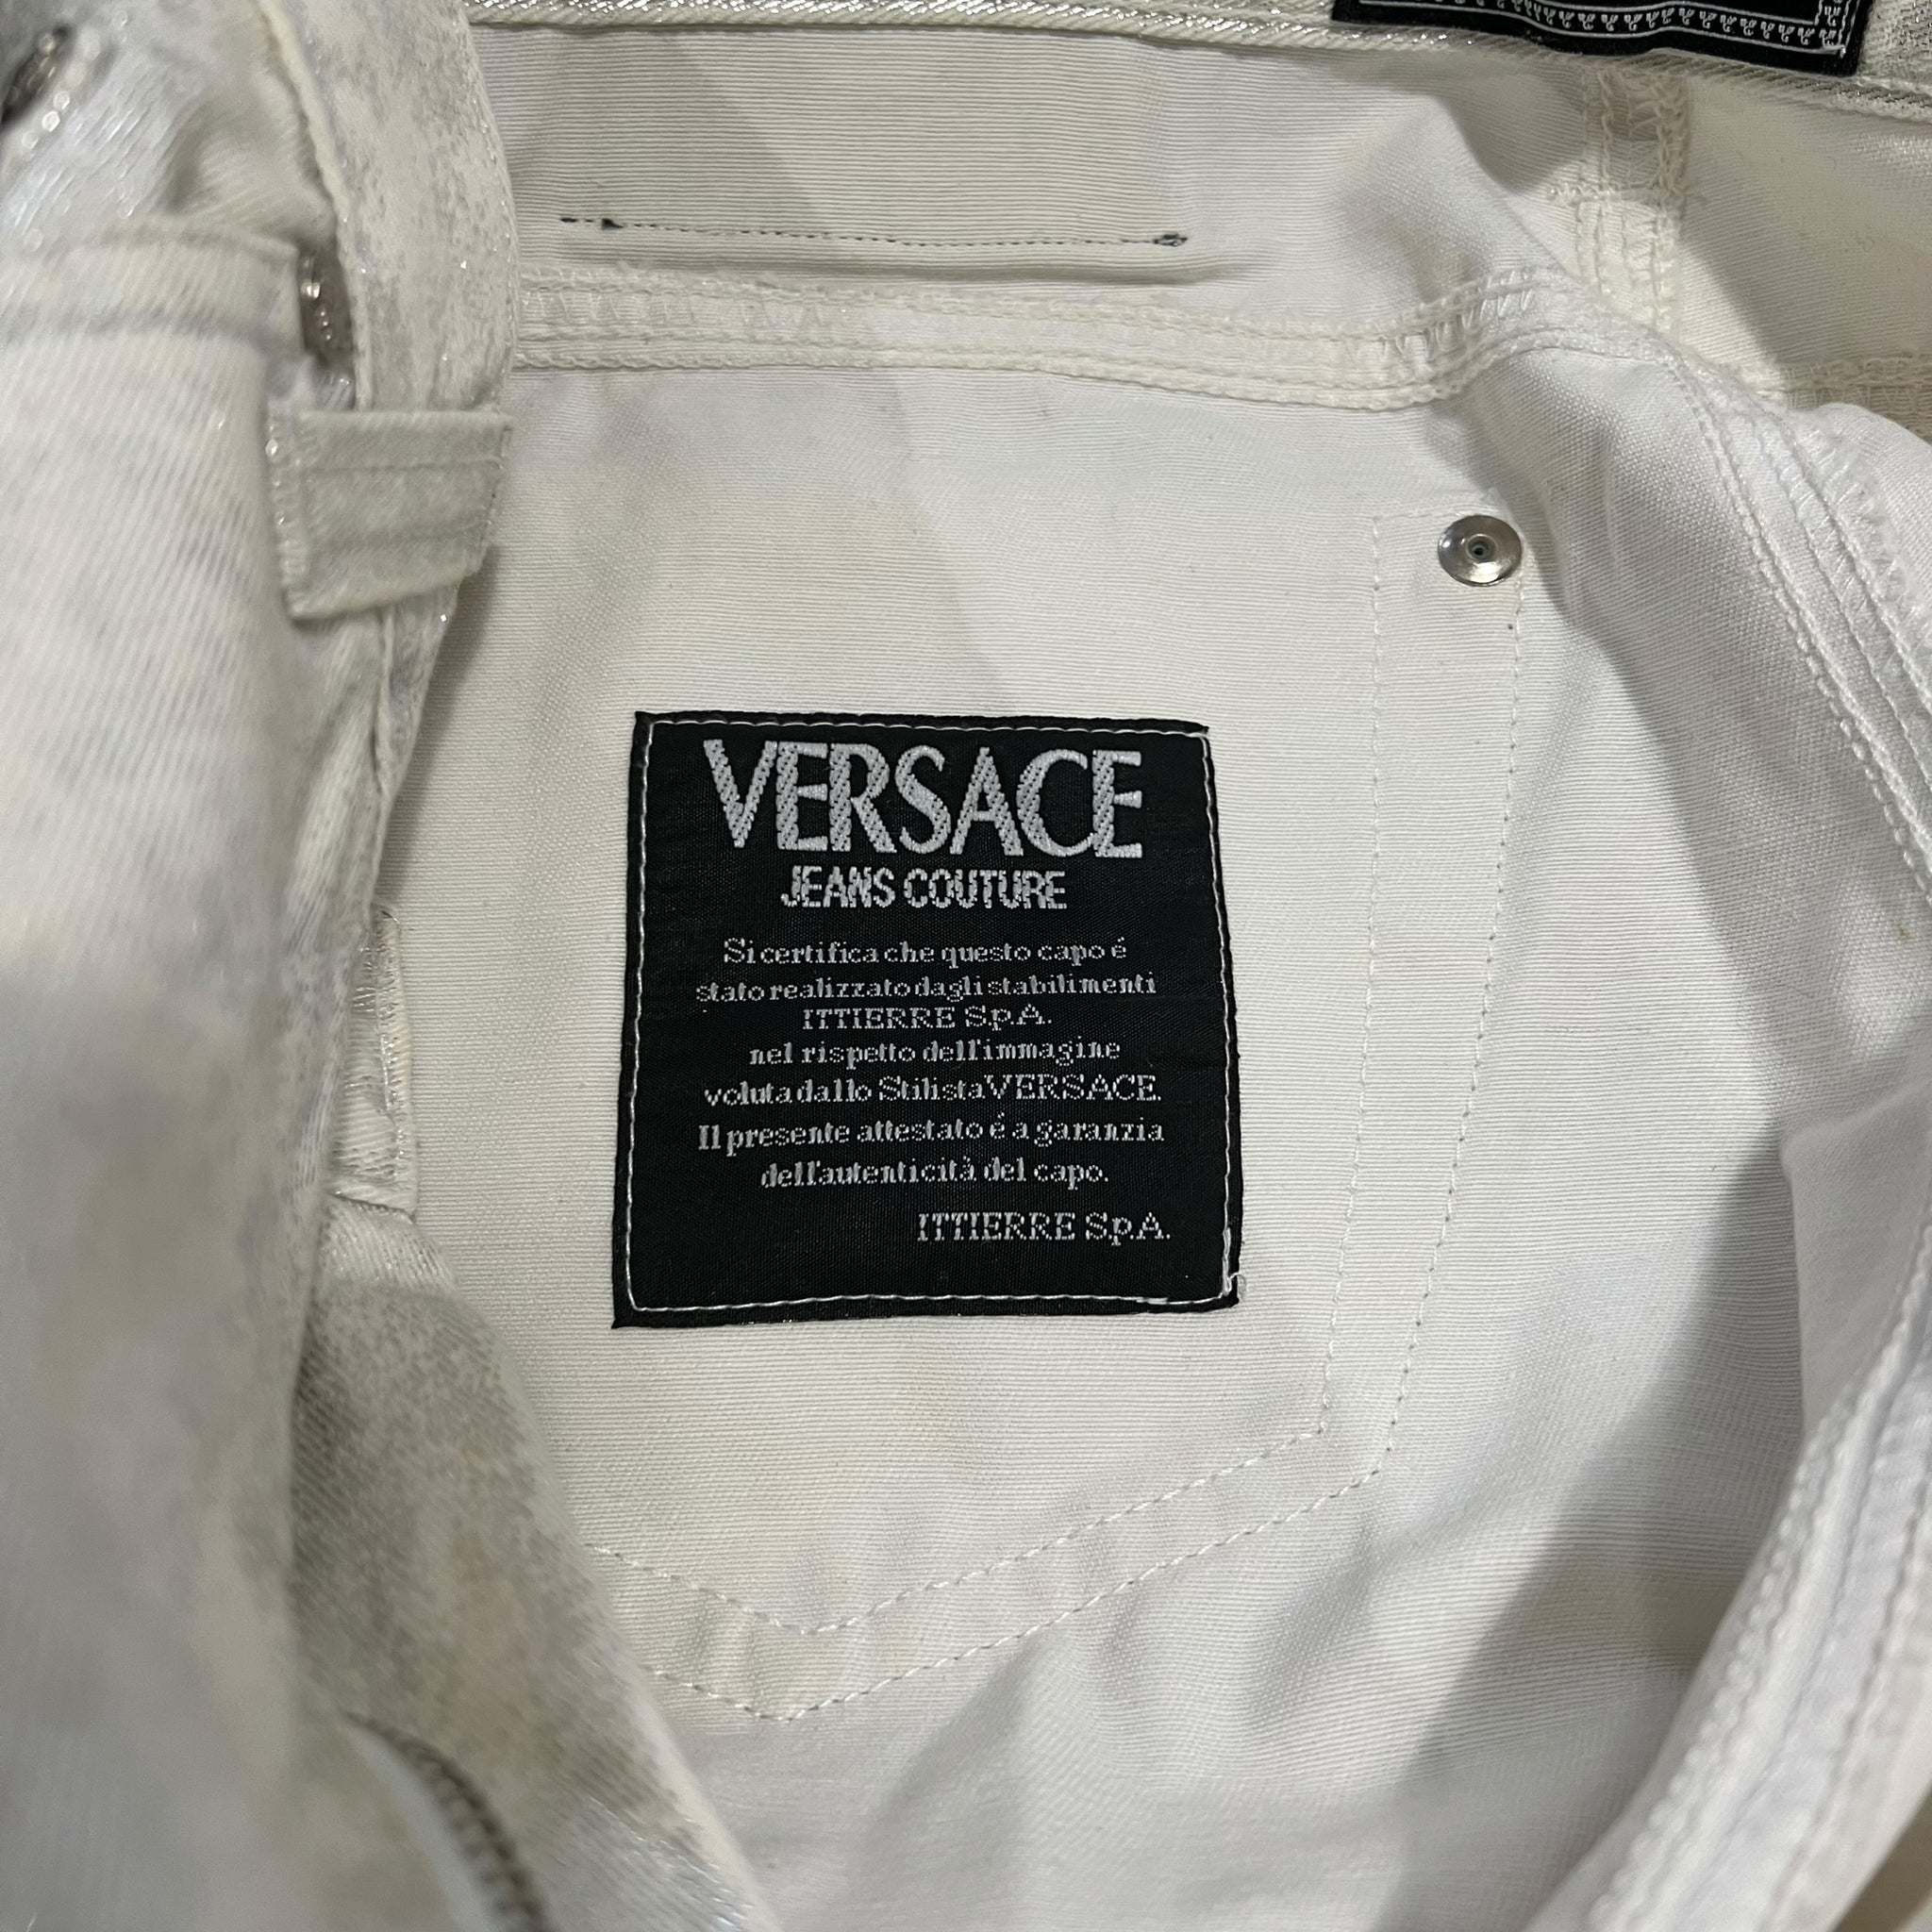 VERSACE
JEANS COUTURE
Si certifica che questo capo é
stato realizzato dagli stabilimenti
ITTIERRE S.p.A.
nel rispetto dell'immagine
voluta dallo Stilista VERSACE.
Il presente attestato é a garanzia
dell'autenticitá del capo.
ITTIERRE S.p.A.